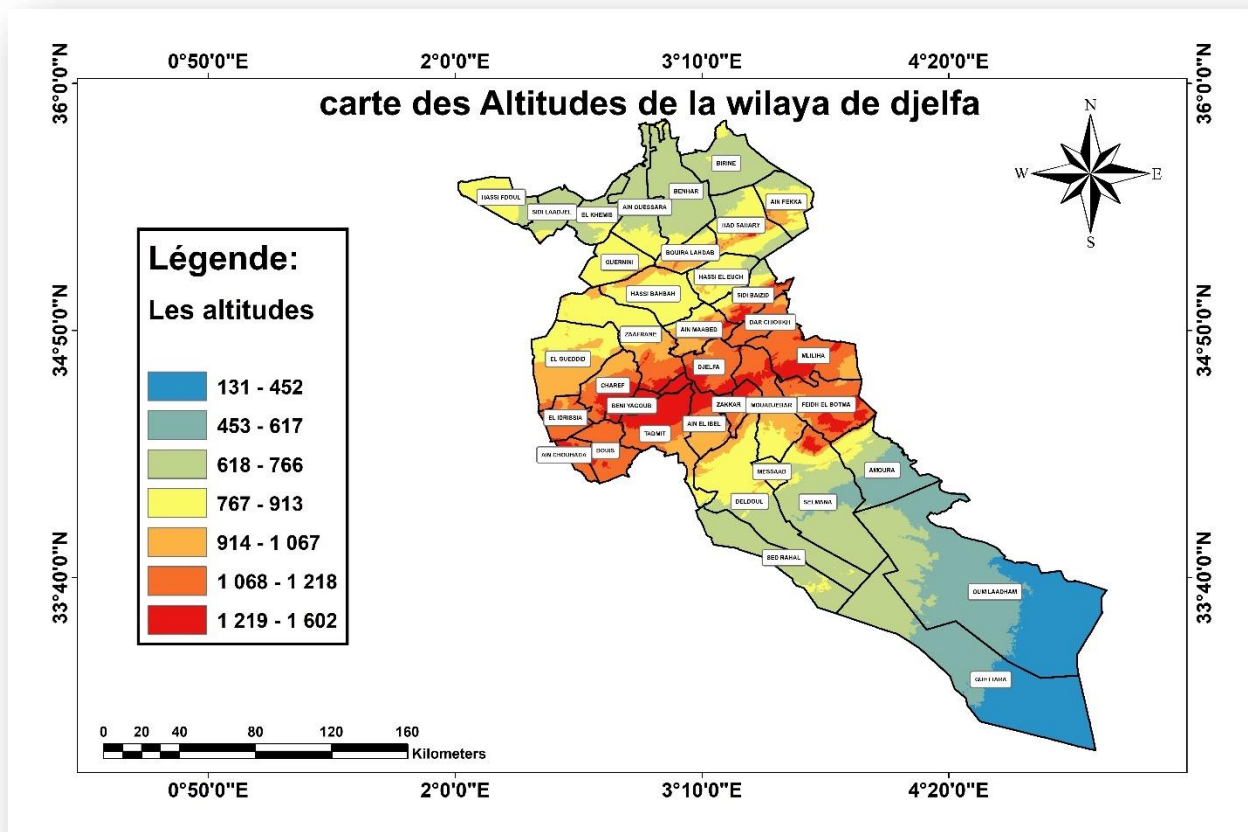 0°50'0"E 2°0'0"E 3°10'0"E 4°20'0"E
36°0'0"N
36°0'0"N
carte des Altitudes de la wilaya de djelfa
N
W E
S
BIRINE
HASSI FDOUL
BENHAR
AIN FEKKA
SIDI LAADJEL
EL KHEMIS
AIN OUESSARA
HAD SAHARY
BOUIRA LAHDAB
GUERNINI
HASSI EL EUCH
HASSI BAHBAH
SIDI BAIZID
DAR CHOUKH
ZAAFRANE
AIN MAABED
34°50'0"N
34°50'0"N
EL GUEDDID
MLILIHA
DJELFA
CHAREF
BENI YAGOUB
ZAKKAR
MOUADJEBAR
FEIDH EL BOTMA
EL IDRISSIA
TADMIT
AIN EL IBEL
AIN CHOUHADA
DOUIS
MESSAAD
AMOURA
DELDOUL
SELMANA
SED RAHAL
33°40'0"N
33°40'0"N
OUM LAADHAM
GUETTARA
Légende:
Les altitudes
131 - 452
453 - 617
618 - 766
767 - 913
914 - 1 067
1 068 - 1 218
1 219 - 1 602
0 20 40 80 120 160
Kilometers
0°50'0"E 2°0'0"E 3°10'0"E 4°20'0"E